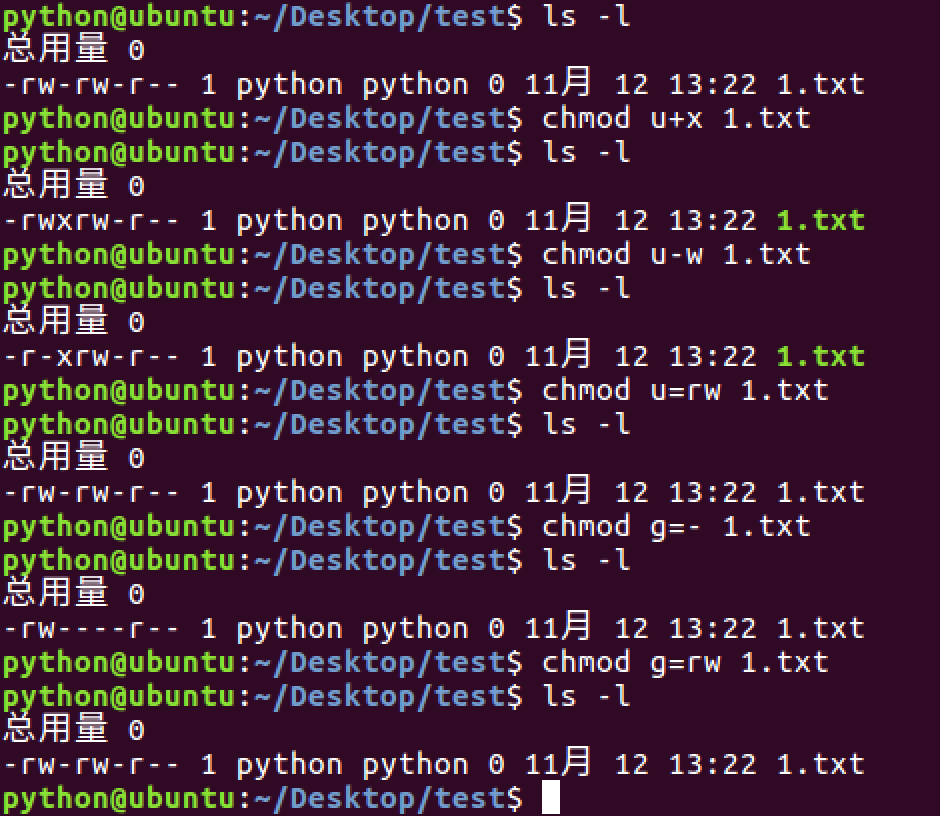 python@ubuntu:~/Desktop/test$ ls -l
总用量 0
-rw-rw-r-- 1 python python 0 11月 12 13:22 1.txt
python@ubuntu:~/Desktop/test$ chmod u+x 1.txt
python@ubuntu:~/Desktop/test$ ls -l
总用量 0
-rwxrw-r-- 1 python python 0 11月 12 13:22 1.txt
python@ubuntu:~/Desktop/test$ chmod u-w 1.txt
python@ubuntu:~/Desktop/test$ ls -l
总用量 0
-r-xrw-r-- 1 python python 0 11月 12 13:22 1.txt
python@ubuntu:~/Desktop/test$ chmod u=rw 1.txt
python@ubuntu:~/Desktop/test$ ls -l
总用量 0
-rw-rw-r-- 1 python python 0 11月 12 13:22 1.txt
python@ubuntu:~/Desktop/test$ chmod g=- 1.txt
python@ubuntu:~/Desktop/test$ ls -l
总用量 0
-rw----r-- 1 python python 0 11月 12 13:22 1.txt
python@ubuntu:~/Desktop/test$ chmod g=rw 1.txt
python@ubuntu:~/Desktop/test$ ls -l
总用量 0
-rw-rw-r-- 1 python python 0 11月 12 13:22 1.txt
python@ubuntu:~/Desktop/test$